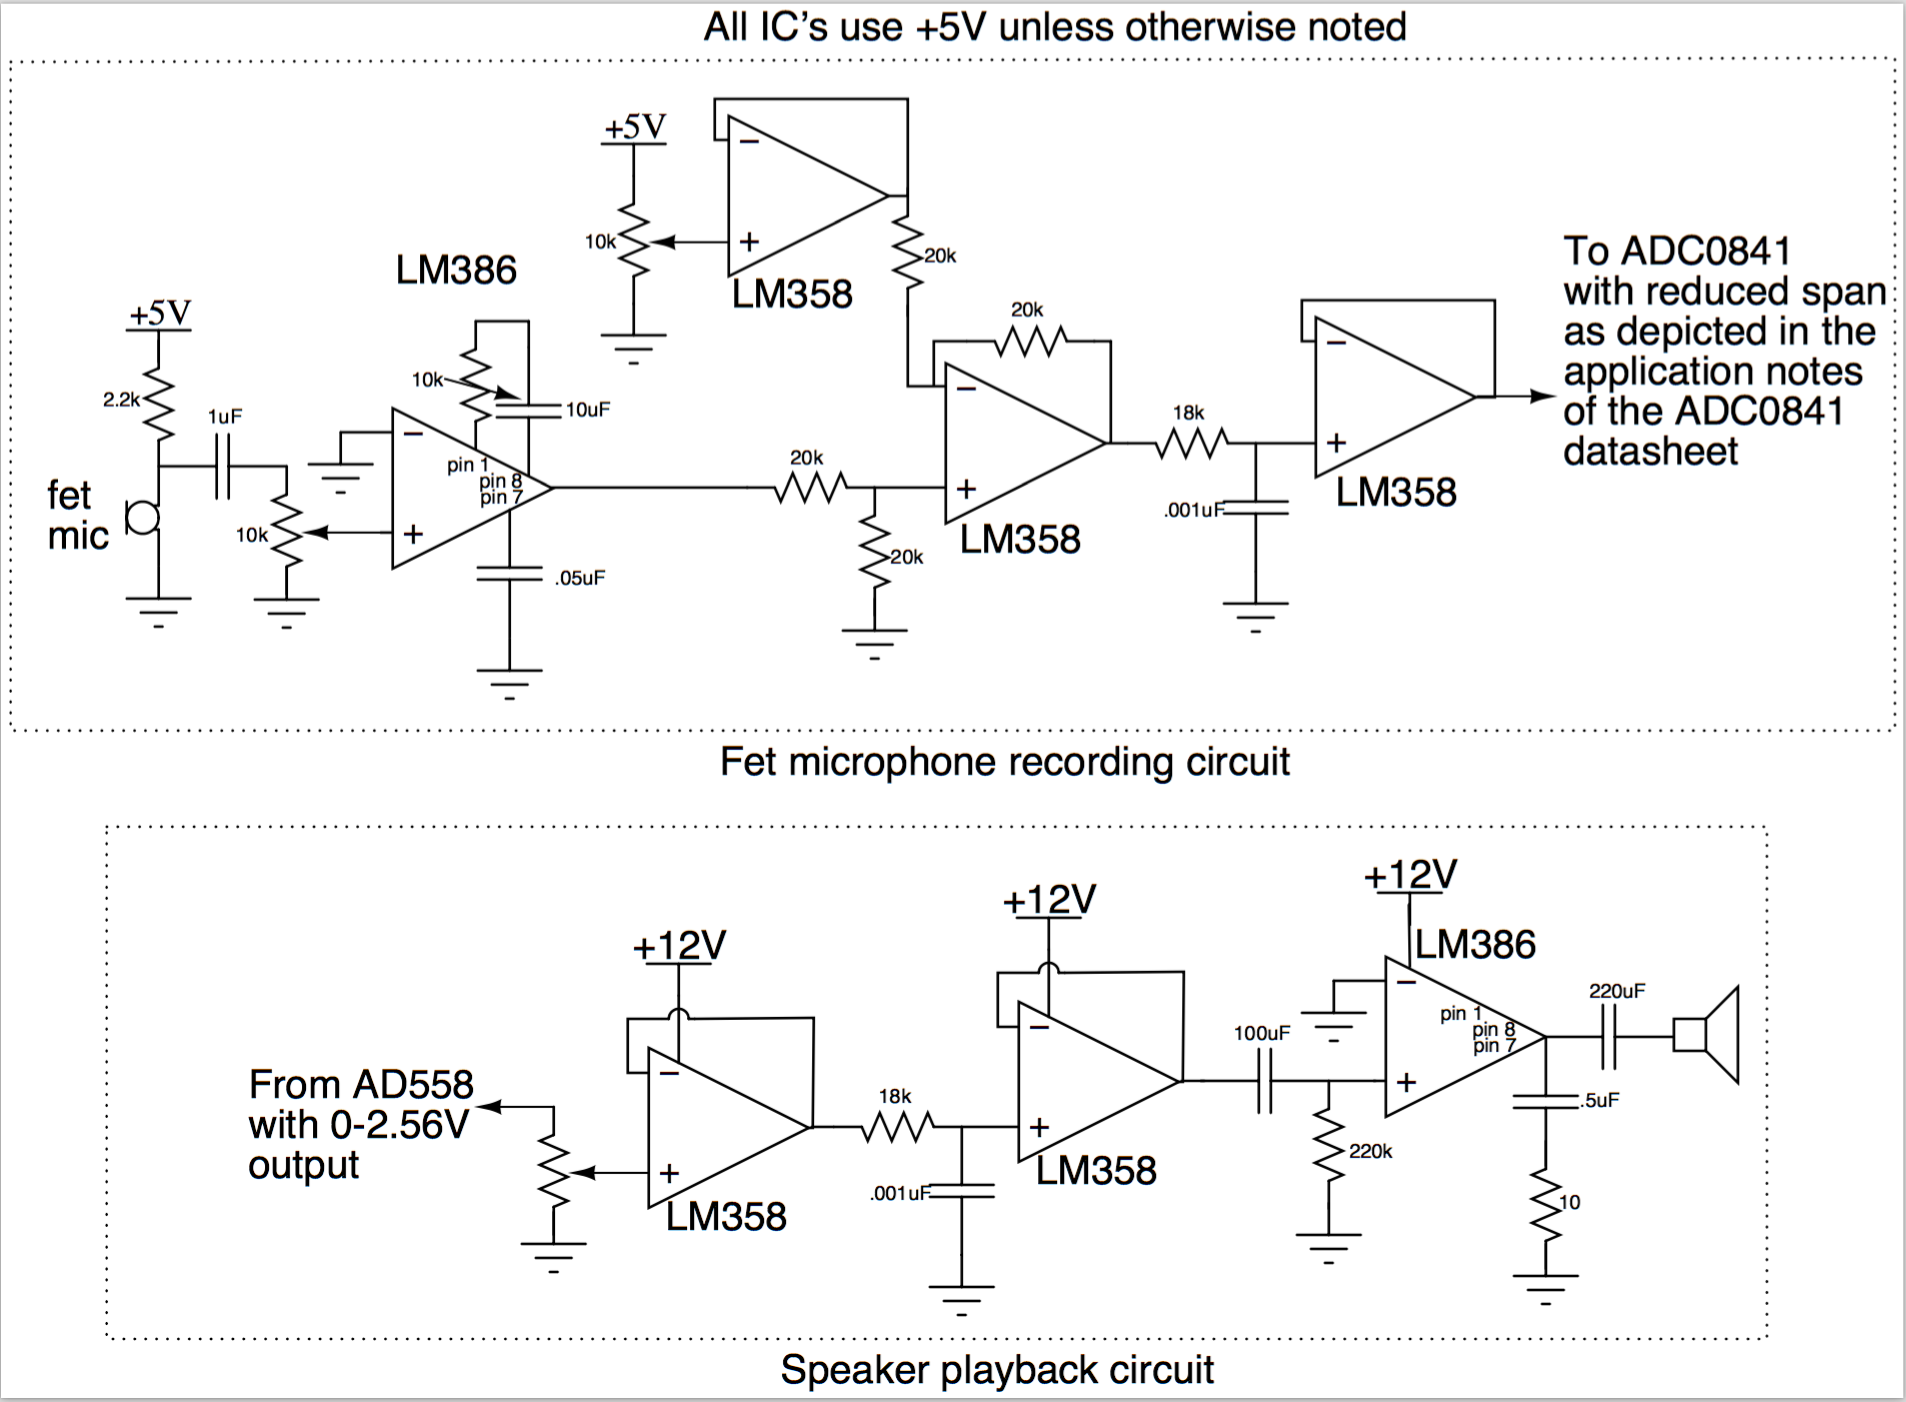 All IC's use +5V unless otherwise noted
+5V
10k
LM358
20k
LM386
+5V
2.2k
1uF
fet
mic
10k
10k
10uF
pin 1
pin 8
pin 7
.05uF
20k
20k
20k
LM358
18k
.001uF
LM358
To ADC0841
with reduced span
as depicted in the
application notes
of the ADC0841
datasheet
Fet microphone recording circuit
From AD558
with 0-2.56V
output
+12V
LM358
18k
.001uF
+12V
LM358
100uF
220k
+12V
LM386
pin 1
pin 8
pin 7
220uF
.5uF
10
Speaker playback circuit